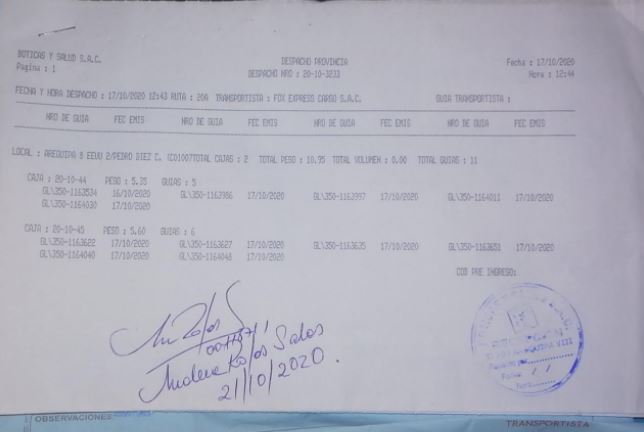 BOTICAS Y SALUD S.A.C.
DESPACHO PROVINCIA
Fecha : 17/10/2020
Pagina : 1
DESPACHO NRO : 20-10-3233
Hora : 12:44
FECHA Y HORA DESPACHO : 17/10/2020 12:43 RUTA : 20A TRANSPORTISTA : FOX EXPRESS CARGO S.A.C. GUIA TRANSPORTISTA :
NRO DE GUIA FEC EMIS NRO DE GUIA FEC EMIS NRO DE GUIA FEC EMIS NRO DE GUIA FEC EMIS
LOCAL : AREQUIPA 8 EEUU 2/PEDRO DIEZ C. (CO1007TOTAL CAJAS : 2 TOTAL PESO : 10.95 TOTAL VOLUMEN : 0.00 TOTAL GUIAS : 11
CAJA : 20-10-44 PESO : 5.35 GUIAS : 5
GL\350-1163534 16/10/2020 GL\350-1163986 17/10/2020 GL\350-1163997 17/10/2020 GL\350-1164011 17/10/2020
GL\350-1164030 17/10/2020
CAJA : 20-10-45 PESO : 5.60 GUIAS : 6
GL\350-1163622 17/10/2020 GL\350-1163627 17/10/2020 GL\350-1163635 17/10/2020 GL\350-1163651 17/10/2020
GL\350-1164040 17/10/2020 GL\350-1164048 17/10/2020
COD PRE INGRESO:
21/10/2020.
OBSERVACIONES
TRANSPORTISTA